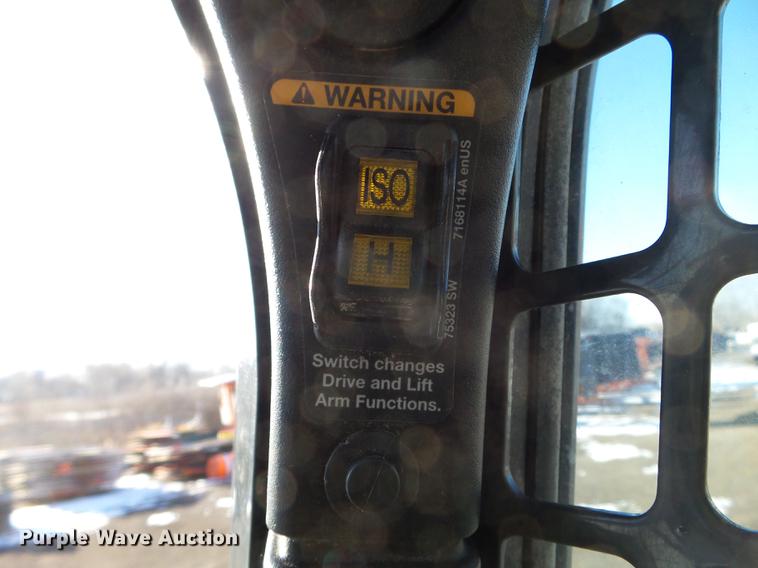 WARNING
ISO
H
7168114A enUS
75323 SW
Switch changes
Drive and Lift
Arm Functions.
Purple Wave Auction